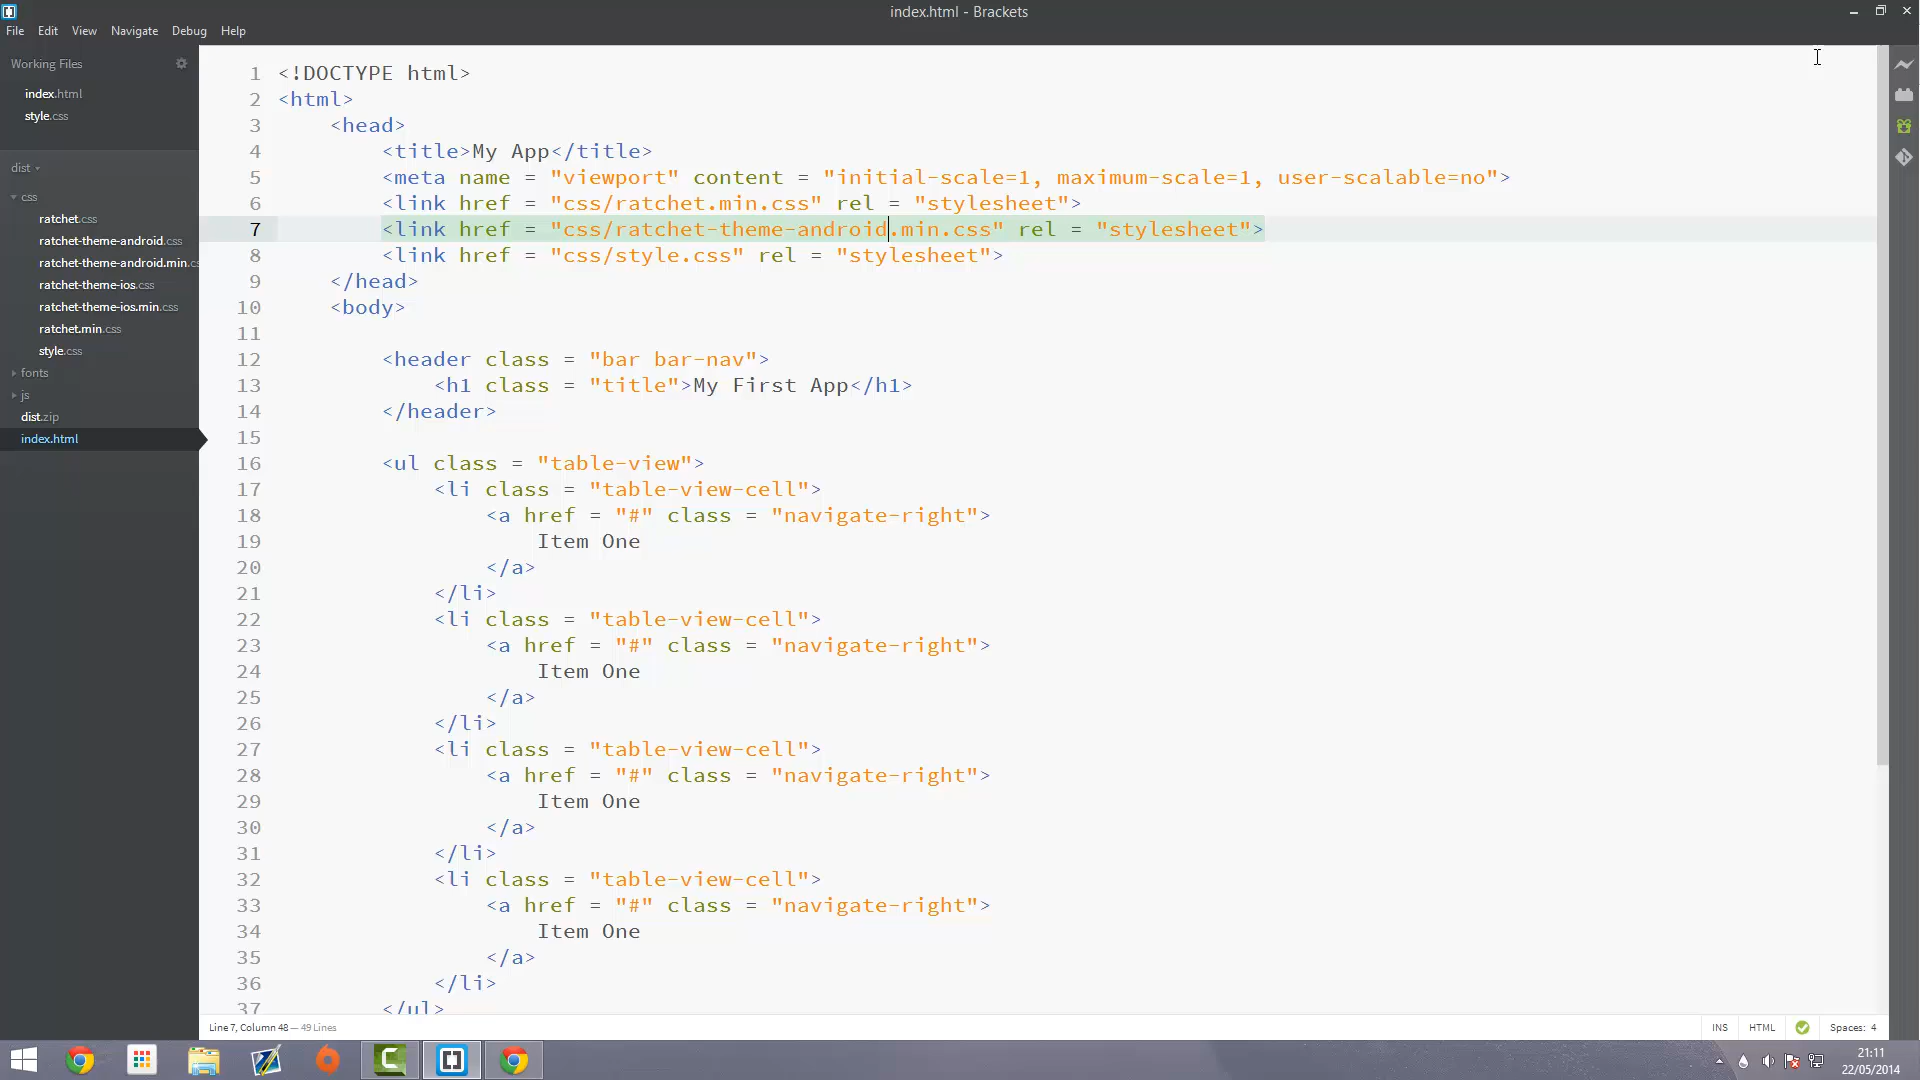 index.html - Brackets
File Edit View Navigate Debug Help
Working Files
index.html
style.css
dist
css
ratchet.css
ratchet-theme-android.css
ratchet-theme-android.min.cs
ratchet-theme-ios.css
ratchet-theme-ios.min.css
ratchet.min.css
style.css
fonts
js
dist.zip
index.html
1 <!DOCTYPE html>
2 <html>
3 <head>
4 <title>My App</title>
5 <meta name = "viewport" content = "initial-scale=1, maximum-scale=1, user-scalable=no">
6 <link href = "css/ratchet.min.css" rel = "stylesheet">
7 <link href = "css/ratchet-theme-android.min.css" rel = "stylesheet">
8 <link href = "css/style.css" rel = "stylesheet">
9 </head>
10 <body>
11
12 <header class = "bar bar-nav">
13 <h1 class = "title">My First App</h1>
14 </header>
15
16 <ul class = "table-view">
17 <li class = "table-view-cell">
18 <a href = "#" class = "navigate-right">
19 Item One
20 </a>
21 </li>
22 <li class = "table-view-cell">
23 <a href = "#" class = "navigate-right">
24 Item One
25 </a>
26 </li>
27 <li class = "table-view-cell">
28 <a href = "#" class = "navigate-right">
29 Item One
30 </a>
31 </li>
32 <li class = "table-view-cell">
33 <a href = "#" class = "navigate-right">
34 Item One
35 </a>
36 </li>
37 </ul>
Line 7, Column 48 — 49 Lines
INS HTML Spaces: 4
21:11
22/05/2014